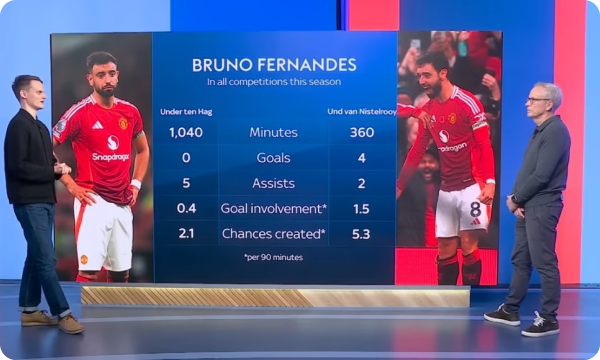 BRUNO FERNANDES
In all competitions this season
Under ten Hag Und van Nistelrooy
1,040 Minutes 360
0 Goals 4
5 Assists 2
0.4 Goal involvement* 1.5
2.1 Chances created* 5.3
*per 90 minutes
Snapdragon
Snapdragon
8